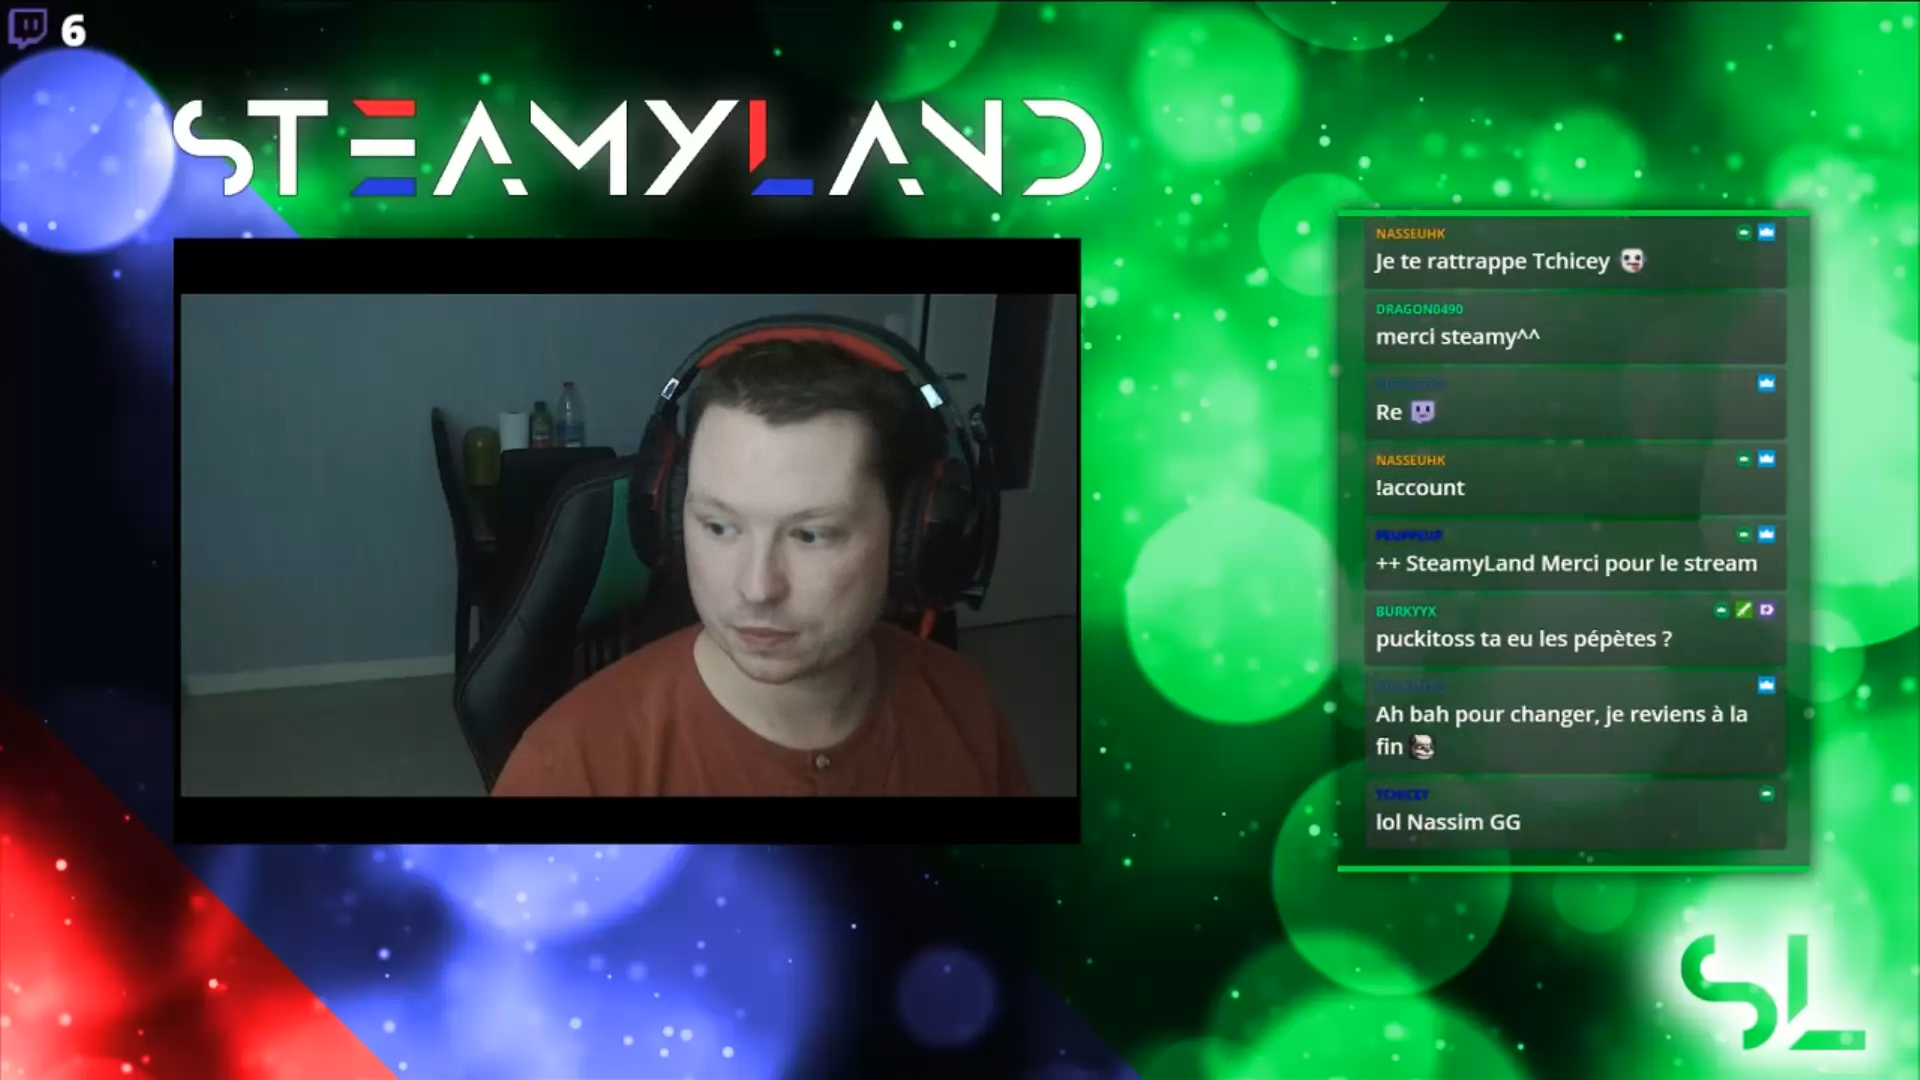 6
STEAMYLAND
NASSEUHK
Je te rattrappe Tchicey
DRAGON0490
merci steamy^^
Re
NASSEUHK
!account
++ SteamyLand Merci pour le stream
BURKYYX
puckitoss ta eu les pépètes ?
Ah bah pour changer, je reviens à la
fin
TCHICEY
lol Nassim GG
SL